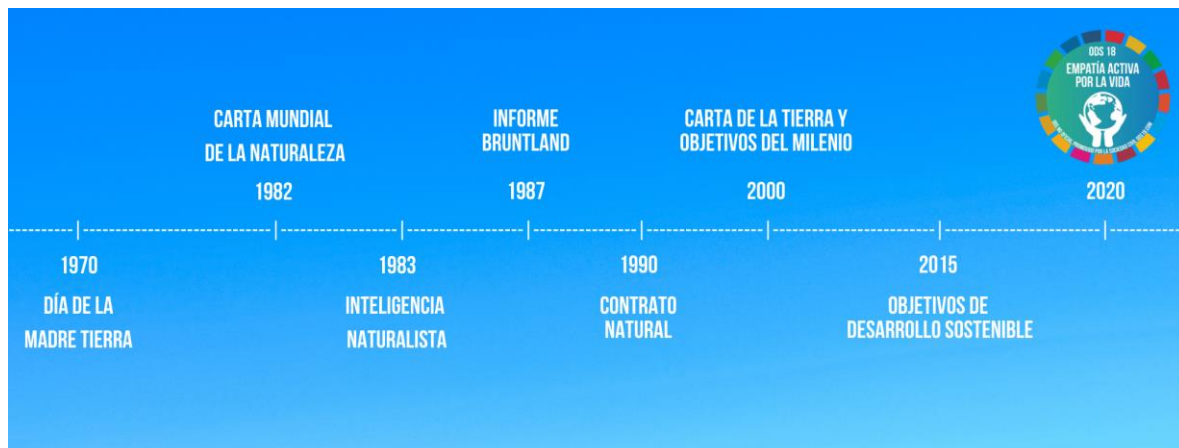 ODS 18
EMPATÍA ACTIVA
POR LA VIDA
CARTA MUNDIAL
DE LA NATURALEZA
1982
INFORME
BRUNTLAND
1987
CARTA DE LA TIERRA Y
OBJETIVOS DEL MILENIO
2000
2020
1970
DÍA DE LA
MADRE TIERRA
1983
INTELIGENCIA
NATURALISTA
1990
CONTRATO
NATURAL
2015
OBJETIVOS DE
DESARROLLO SOSTENIBLE